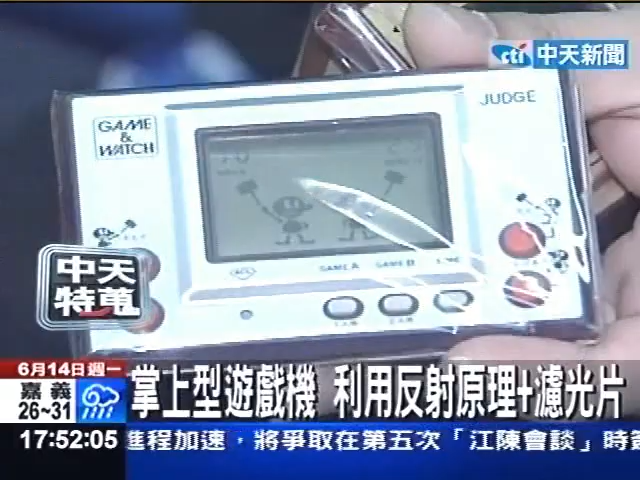 cti 中天新聞
JUDGE
GAME
&
WATCH
ACL
GAME A
GAME B
TIME
中天
特蒐
6月14日週一
嘉義
26~31
掌上型遊戲機 利用反射原理+濾光片
17:52:05
進程加速，將爭取在第五次「江陳會談」時簽